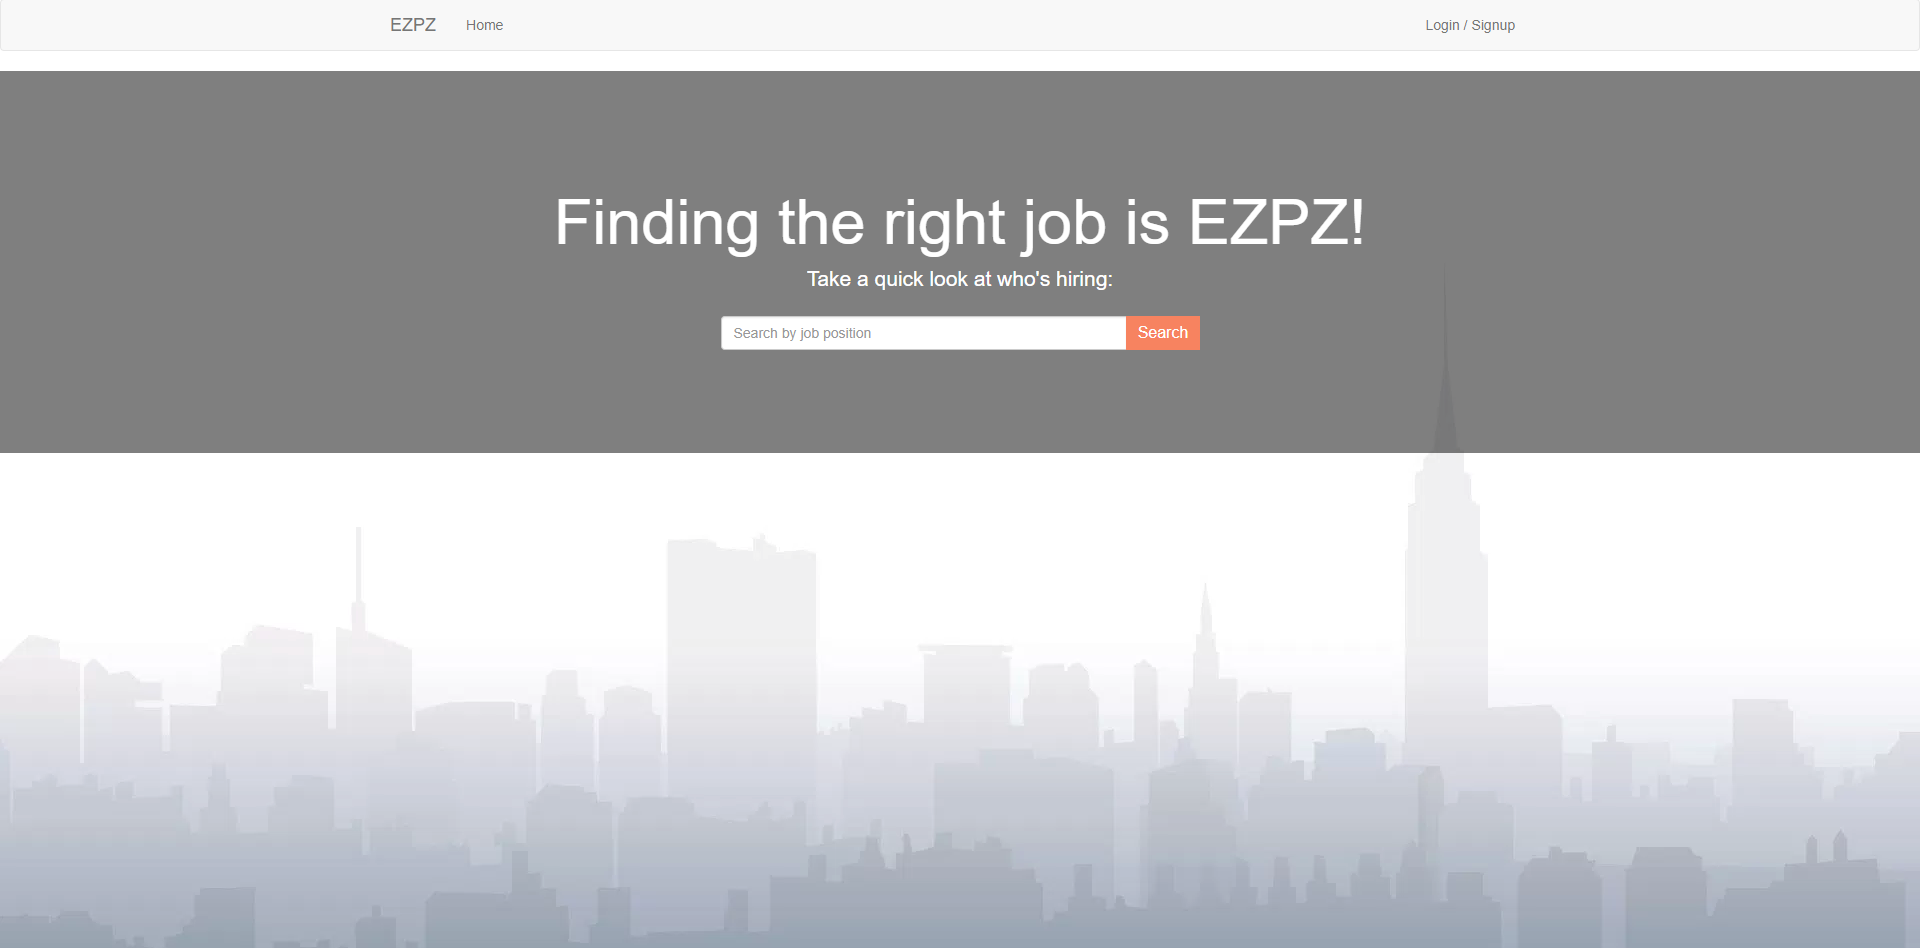 EZPZ Home Login / Signup
Finding the right job is EZPZ!
Take a quick look at who's hiring:
Search by job position Search